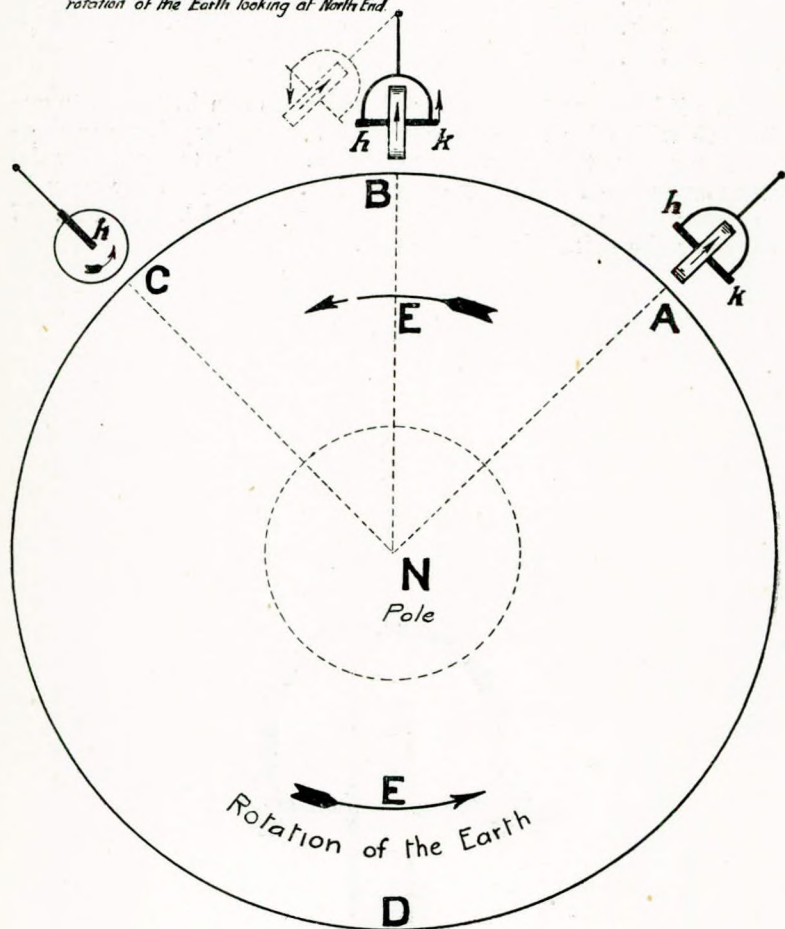 rotation of the Earth looking at North End.
h k
B
h
h
k
C
E
A
N
Pole
E
Rotation of the Earth
D